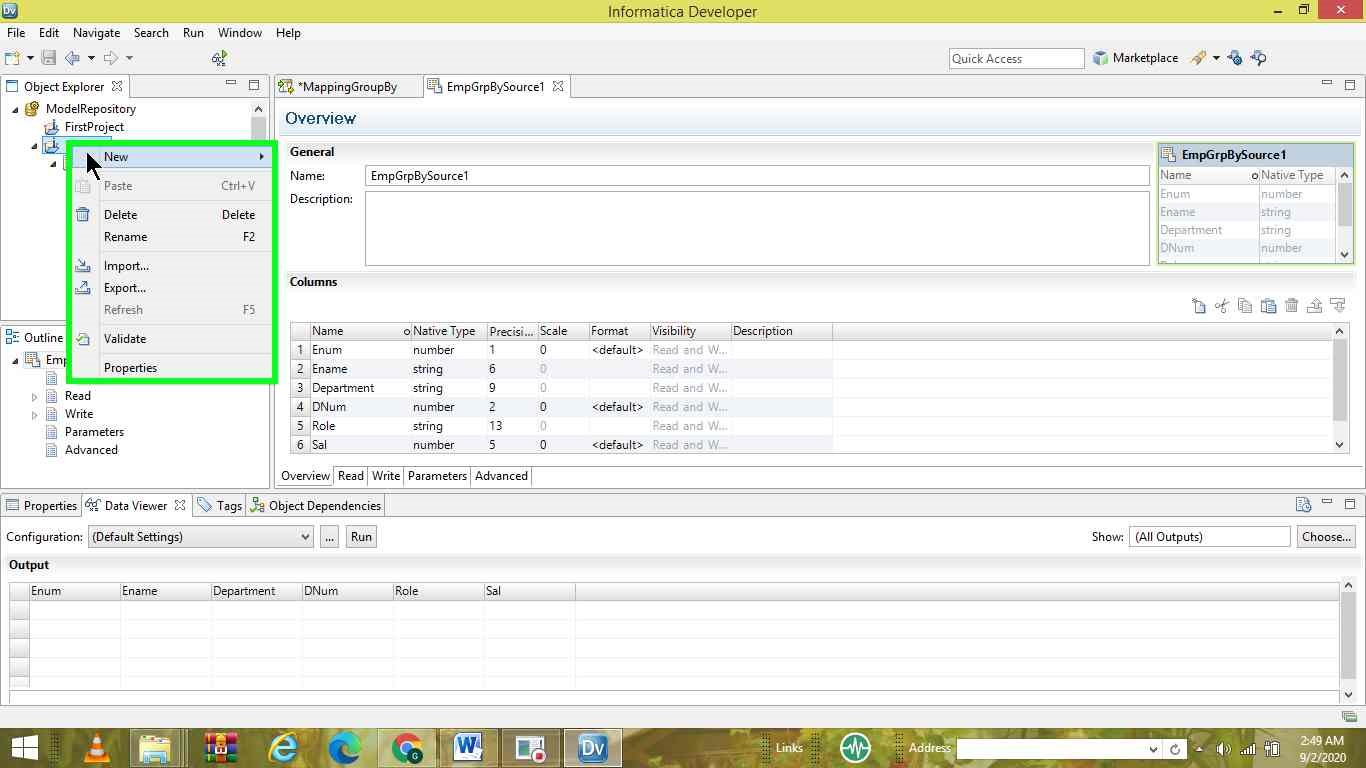 Informatica Developer
File Edit Navigate Search Run Window Help
Quick Access Marketplace
Object Explorer
ModelRepository
FirstProject
New
Paste Ctrl+V
Delete Delete
Rename F2
Import...
Export...
Refresh F5
Validate
Properties
Outline
Emp
Read
Write
Parameters
Advanced
*MappingGroupBy EmpGrpBySource1
Overview
General
Name: EmpGrpBySource1
Description:
EmpGrpBySource1
Name Native Type
Enum number
Ename string
Department string
DNum number
Columns
Name Native Type Precisi... Scale Format Visibility Description
1 Enum number 1 0 <default> Read and W...
2 Ename string 6 0 Read and W...
3 Department string 9 0 Read and W...
4 DNum number 2 0 <default> Read and W...
5 Role string 13 0 Read and W...
6 Sal number 5 0 <default> Read and W...
Overview Read Write Parameters Advanced
Properties Data Viewer Tags Object Dependencies
Configuration: (Default Settings) ... Run Show: (All Outputs) Choose...
Output
Enum Ename Department DNum Role Sal
Links Address
2:49 AM
9/2/2020